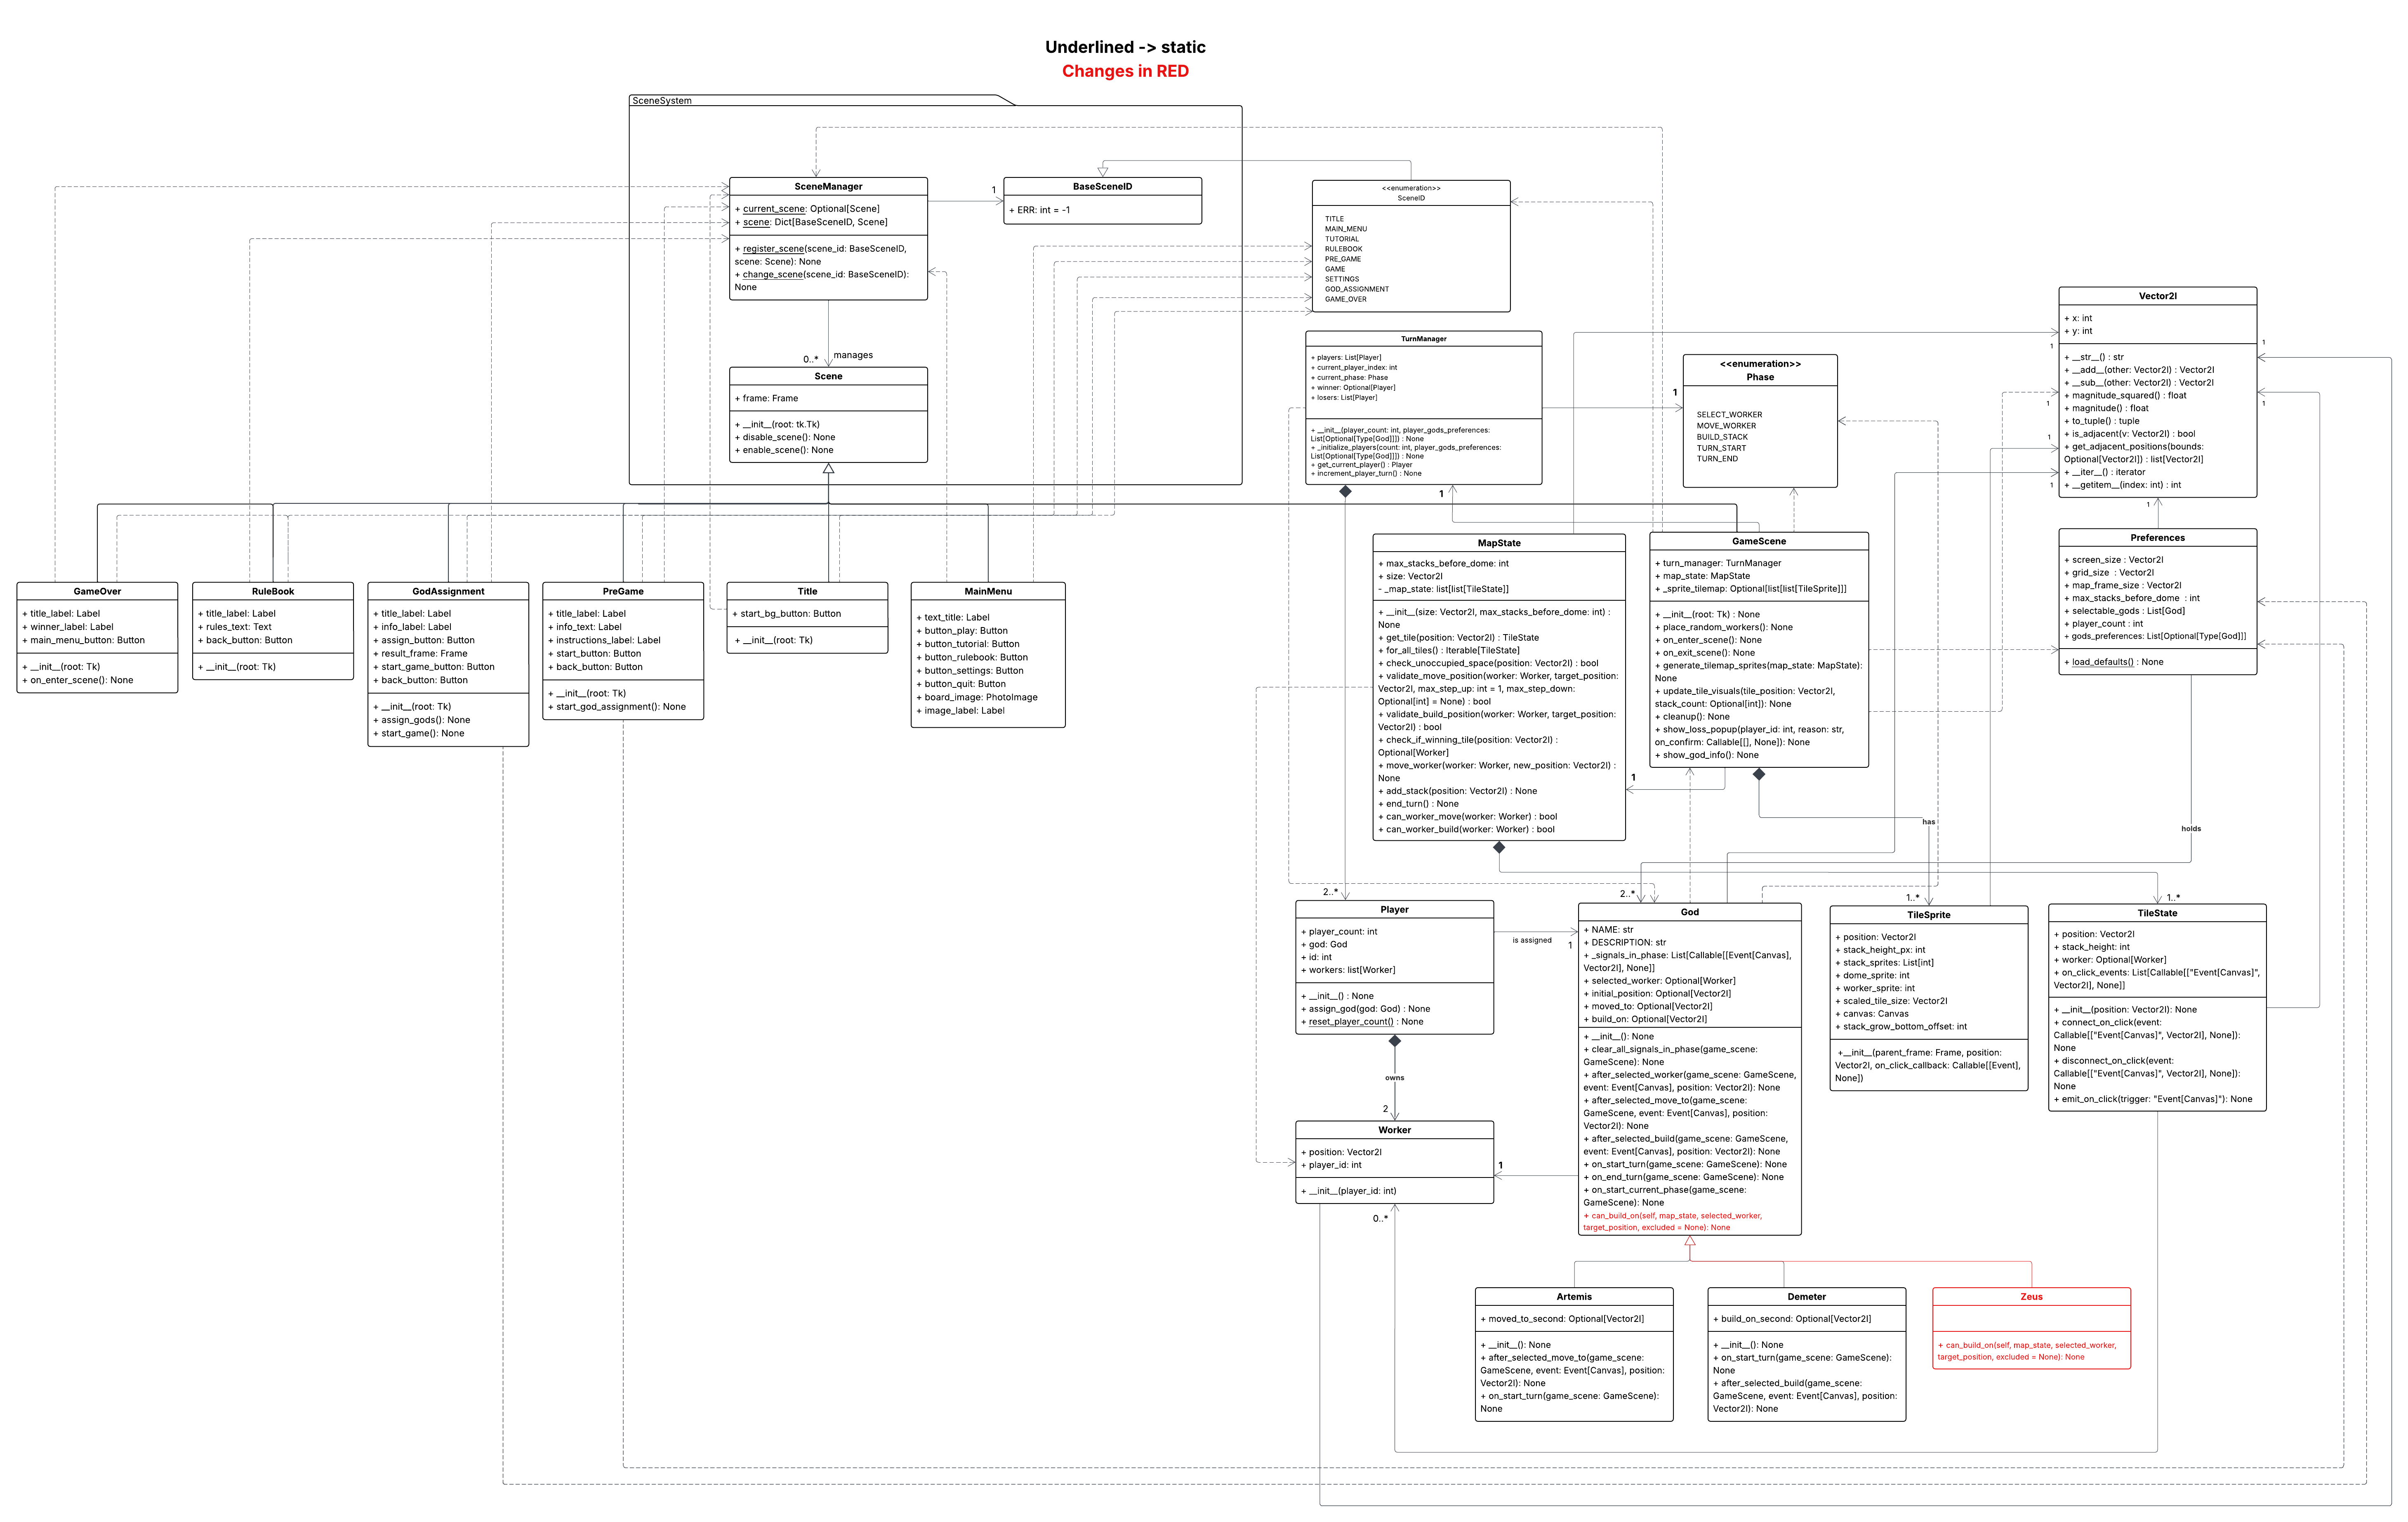 Underlined -> static
Changes in RED
SceneSystem
SceneManager
+ current_scene: Optional[Scene]
+ scene: Dict[BaseSceneID, Scene]
+ register_scene(scene_id: BaseSceneID,
scene: Scene): None
+ change_scene(scene_id: BaseSceneID):
None
1
BaseSceneID
+ ERR: int = -1
0..*
manages
Scene
+ frame: Frame
+ __init__(root: tk.Tk)
+ disable_scene(): None
+ enable_scene(): None
<<enumeration>>
SceneID
TITLE
MAIN_MENU
TUTORIAL
RULEBOOK
PRE_GAME
GAME
SETTINGS
GOD_ASSIGNMENT
GAME_OVER
TurnManager
+ players: List[Player]
+ current_player_index: int
+ current_phase: Phase
+ winner: Optional[Player]
+ losers: List[Player]
+ __init__(player_count: int, player_gods_preferences:
List[Optional[Type[God]]]) : None
+ _initialize_players(count: int, player_gods_preferences:
List[Optional[Type[God]]]) : None
+ get_current_player() : Player
+ increment_player_turn() : None
1
1
<<enumeration>>
Phase
SELECT_WORKER
MOVE_WORKER
BUILD_STACK
TURN_START
TURN_END
Vector2I
+ x: int
+ y: int
+ __str__() : str
+ __add__(other: Vector2I) : Vector2I
+ __sub__(other: Vector2I) : Vector2I
+ magnitude_squared() : float
+ magnitude() : float
+ to_tuple() : tuple
+ is_adjacent(v: Vector2I) : bool
+ get_adjacent_positions(bounds:
Optional[Vector2I]) : list[Vector2I]
+ __iter__() : iterator
+ __getitem__(index: int) : int
1
1
1
1
1
1
1
Preferences
+ screen_size : Vector2I
+ grid_size : Vector2I
+ map_frame_size : Vector2I
+ max_stacks_before_dome : int
+ selectable_gods : List[God]
+ player_count : int
+ gods_preferences: List[Optional[Type[God]]]
+ load_defaults() : None
GameOver
+ title_label: Label
+ winner_label: Label
+ main_menu_button: Button
+ __init__(root: Tk)
+ on_enter_scene(): None
RuleBook
+ title_label: Label
+ rules_text: Text
+ back_button: Button
+ __init__(root: Tk)
GodAssignment
+ title_label: Label
+ info_label: Label
+ assign_button: Button
+ result_frame: Frame
+ start_game_button: Button
+ back_button: Button
+ __init__(root: Tk)
+ assign_gods(): None
+ start_game(): None
PreGame
+ title_label: Label
+ info_text: Label
+ instructions_label: Label
+ start_button: Button
+ back_button: Button
+ __init__(root: Tk)
+ start_god_assignment(): None
Title
+ start_bg_button: Button
+ __init__(root: Tk)
MainMenu
+ text_title: Label
+ button_play: Button
+ button_tutorial: Button
+ button_rulebook: Button
+ button_settings: Button
+ button_quit: Button
+ board_image: PhotoImage
+ image_label: Label
MapState
+ max_stacks_before_dome: int
+ size: Vector2I
- _map_state: list[list[TileState]]
+ __init__(size: Vector2I, max_stacks_before_dome: int) :
None
+ get_tile(position: Vector2I) : TileState
+ for_all_tiles() : Iterable[TileState]
+ check_unoccupied_space(position: Vector2I) : bool
+ validate_move_position(worker: Worker, target_position:
Vector2I, max_step_up: int = 1, max_step_down:
Optional[int] = None) : bool
+ validate_build_position(worker: Worker, target_position:
Vector2I) : bool
+ check_if_winning_tile(position: Vector2I) :
Optional[Worker]
+ move_worker(worker: Worker, new_position: Vector2I) :
None
+ add_stack(position: Vector2I) : None
+ end_turn() : None
+ can_worker_move(worker: Worker) : bool
+ can_worker_build(worker: Worker) : bool
GameScene
+ turn_manager: TurnManager
+ map_state: MapState
+ _sprite_tilemap: Optional[list[list[TileSprite]]]
+ __init__(root: Tk) : None
+ place_random_workers(): None
+ on_enter_scene(): None
+ on_exit_scene(): None
+ generate_tilemap_sprites(map_state: MapState):
None
+ update_tile_visuals(tile_position: Vector2I,
stack_count: Optional[int]): None
+ cleanup(): None
+ show_loss_popup(player_id: int, reason: str,
on_confirm: Callable[[], None]): None
+ show_god_info(): None
1
has
holds
2..*
2..*
1..*
1..*
Player
+ player_count: int
+ god: God
+ id: int
+ workers: list[Worker]
+ __init__() : None
+ assign_god(god: God) : None
+ reset_player_count() : None
is assigned
1
God
+ NAME: str
+ DESCRIPTION: str
+ _signals_in_phase: List[Callable[[Event[Canvas],
Vector2I], None]]
+ selected_worker: Optional[Worker]
+ initial_position: Optional[Vector2I]
+ moved_to: Optional[Vector2I]
+ build_on: Optional[Vector2I]
+ __init__(): None
+ clear_all_signals_in_phase(game_scene:
GameScene): None
+ after_selected_worker(game_scene: GameScene,
event: Event[Canvas], position: Vector2I): None
+ after_selected_move_to(game_scene:
GameScene, event: Event[Canvas], position:
Vector2I): None
+ after_selected_build(game_scene: GameScene,
event: Event[Canvas], position: Vector2I): None
+ on_start_turn(game_scene: GameScene): None
+ on_end_turn(game_scene: GameScene): None
+ on_start_current_phase(game_scene:
GameScene): None
+ can_build_on(self, map_state, selected_worker,
target_position, excluded = None): None
TileSprite
+ position: Vector2I
+ stack_height_px: int
+ stack_sprites: List[int]
+ dome_sprite: int
+ worker_sprite: int
+ scaled_tile_size: Vector2I
+ canvas: Canvas
+ stack_grow_bottom_offset: int
+__init__(parent_frame: Frame, position:
Vector2I, on_click_callback: Callable[[Event],
None])
TileState
+ position: Vector2I
+ stack_height: int
+ worker: Optional[Worker]
+ on_click_events: List[Callable[["Event[Canvas]",
Vector2I], None]]
+ __init__(position: Vector2I): None
+ connect_on_click(event:
Callable[["Event[Canvas]", Vector2I], None]):
None
+ disconnect_on_click(event:
Callable[["Event[Canvas]", Vector2I], None]):
None
+ emit_on_click(trigger: "Event[Canvas]"): None
owns
2
Worker
+ position: Vector2I
+ player_id: int
+ __init__(player_id: int)
1
0..*
Artemis
+ moved_to_second: Optional[Vector2I]
+ __init__(): None
+ after_selected_move_to(game_scene:
GameScene, event: Event[Canvas], position:
Vector2I): None
+ on_start_turn(game_scene: GameScene):
None
Demeter
+ build_on_second: Optional[Vector2I]
+ __init__(): None
+ on_start_turn(game_scene: GameScene):
None
+ after_selected_build(game_scene:
GameScene, event: Event[Canvas], position:
Vector2I): None
Zeus
+ can_build_on(self, map_state, selected_worker,
target_position, excluded = None): None